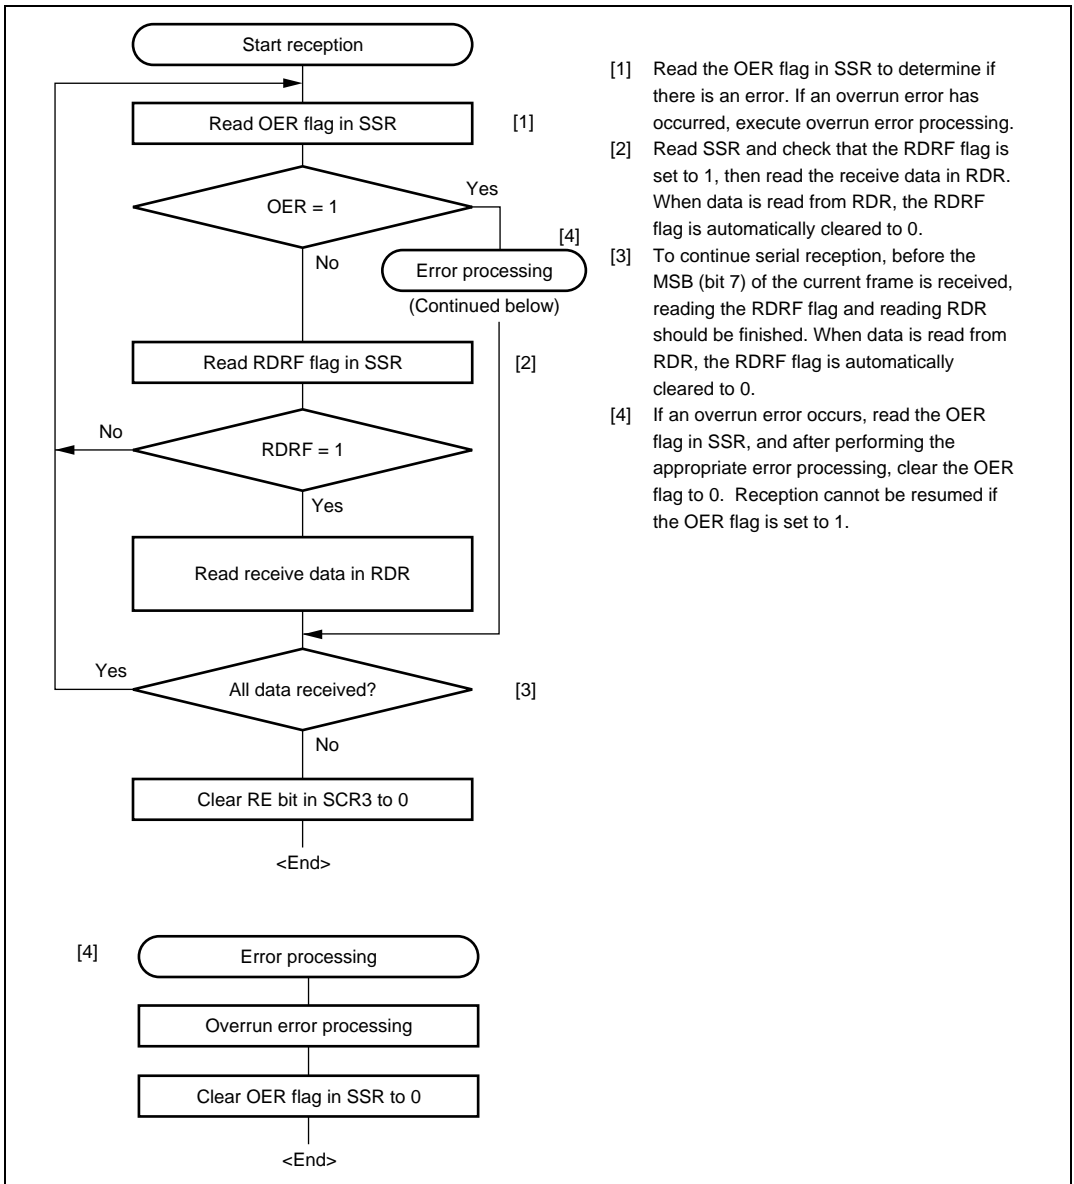 Start reception
Read OER flag in SSR
[1]
OER = 1
Yes
No
[4]
Error processing
(Continued below)
Read RDRF flag in SSR
[2]
No
RDRF = 1
Yes
Read receive data in RDR
Yes
All data received?
[3]
No
Clear RE bit in SCR3 to 0
<End>
[4]
Error processing
Overrun error processing
Clear OER flag in SSR to 0
<End>
[1] Read the OER flag in SSR to determine if
there is an error. If an overrun error has
occurred, execute overrun error processing.
[2] Read SSR and check that the RDRF flag is
set to 1, then read the receive data in RDR.
When data is read from RDR, the RDRF
flag is automatically cleared to 0.
[3] To continue serial reception, before the
MSB (bit 7) of the current frame is received,
reading the RDRF flag and reading RDR
should be finished. When data is read from
RDR, the RDRF flag is automatically
cleared to 0.
[4] If an overrun error occurs, read the OER
flag in SSR, and after performing the
appropriate error processing, clear the OER
flag to 0.  Reception cannot be resumed if
the OER flag is set to 1.